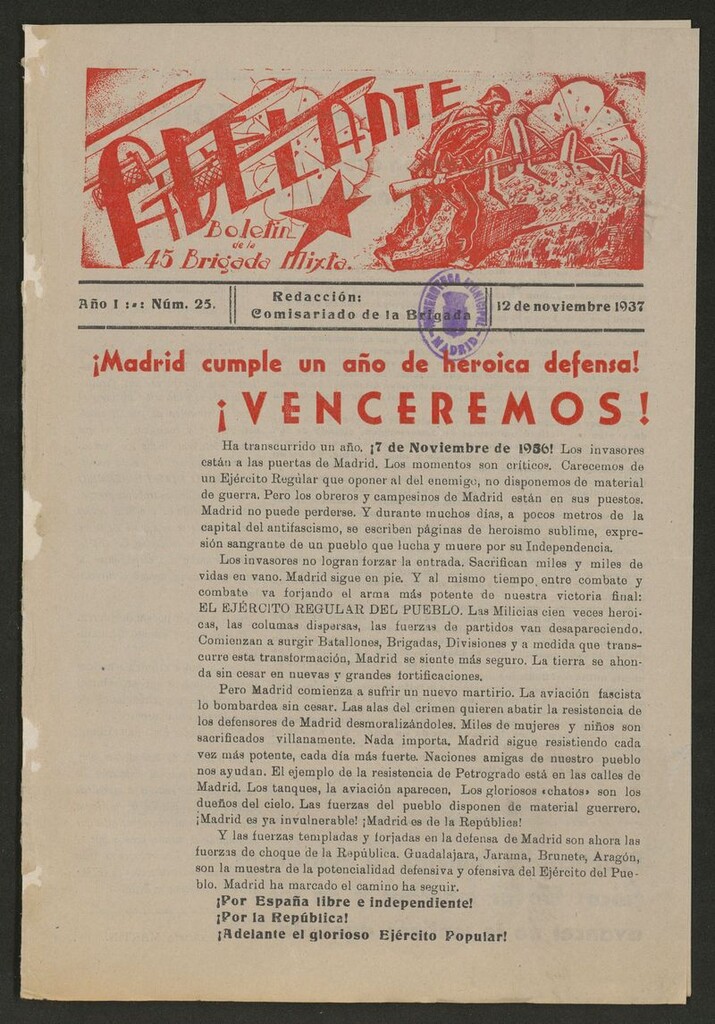 ADELANTE
Boletín
de la
45 Brigada Mixta.
Año I :-: Núm. 25.
Redacción:
Comisariado de la Brigada
12 de noviembre 1937
HEMEROTECA MUNICIPAL
MADRID
¡Madrid cumple un año de heroica defensa!
¡VENCEREMOS!
Ha transcurrido un año. ¡7 de Noviembre de 1936! Los invasores
están a las puertas de Madrid. Los momentos son críticos. Carecemos de
un Ejército Regular que oponer al del enemigo, no disponemos de material
de guerra. Pero los obreros y campesinos de Madrid están en sus puestos.
Madrid no puede perderse. Y durante muchos días, a pocos metros de la
capital del antifascismo, se escriben páginas de heroismo sublime, expre-
sión sangrante de un pueblo que lucha y muere por su Independencia.
Los invasores no logran forzar la entrada. Sacrifican miles y miles de
vidas en vano. Madrid sigue en pie. Y al mismo tiempo, entre combate y
combate va forjando el arma más potente de nuestra victoria final:
EL EJÉRCITO REGULAR DEL PUEBLO. Las Milicias cien veces heroi-
cas, las columas dispersas, las fuerzas de partidos van desapareciendo.
Comienzan a surgir Batallones, Brigadas, Divisiones y a medida que trans-
curre esta transformación, Madrid se siente más seguro. La tierra se ahon-
da sin cesar en nuevas y grandes fortificaciones.
Pero Madrid comienza a sufrir un nuevo martirio. La aviación fascista
lo bombardea sin cesar. Las alas del crimen quieren abatir la resistencia de
los defensores de Madrid desmoralizándoles. Miles de mujeres y niños son
sacrificados villanamente. Nada importa. Madrid sigue resistiendo cada
vez más potente, cada día más fuerte. Naciones amigas de nuestro pueblo
nos ayudan. El ejemplo de la resistencia de Petrogrado está en las calles de
Madrid. Los tanques, la aviación aparecen. Los gloriosos «chatos» son los
dueños del cielo. Las fuerzas del pueblo disponen de material guerrero.
¡Madrid es ya invulnerable! ¡Madrid es de la República!
Y las fuerzas templadas y forjadas en la defensa de Madrid son ahora las
fuerzas de choque de la República. Guadalajara, Jarama, Brunete, Aragón,
son la muestra de la potencialidad defensiva y ofensiva del Ejército del Pue-
blo. Madrid ha marcado el camino ha seguir.
¡Por España libre e independiente!
¡Por la República!
¡Adelante el glorioso Ejército Popular!